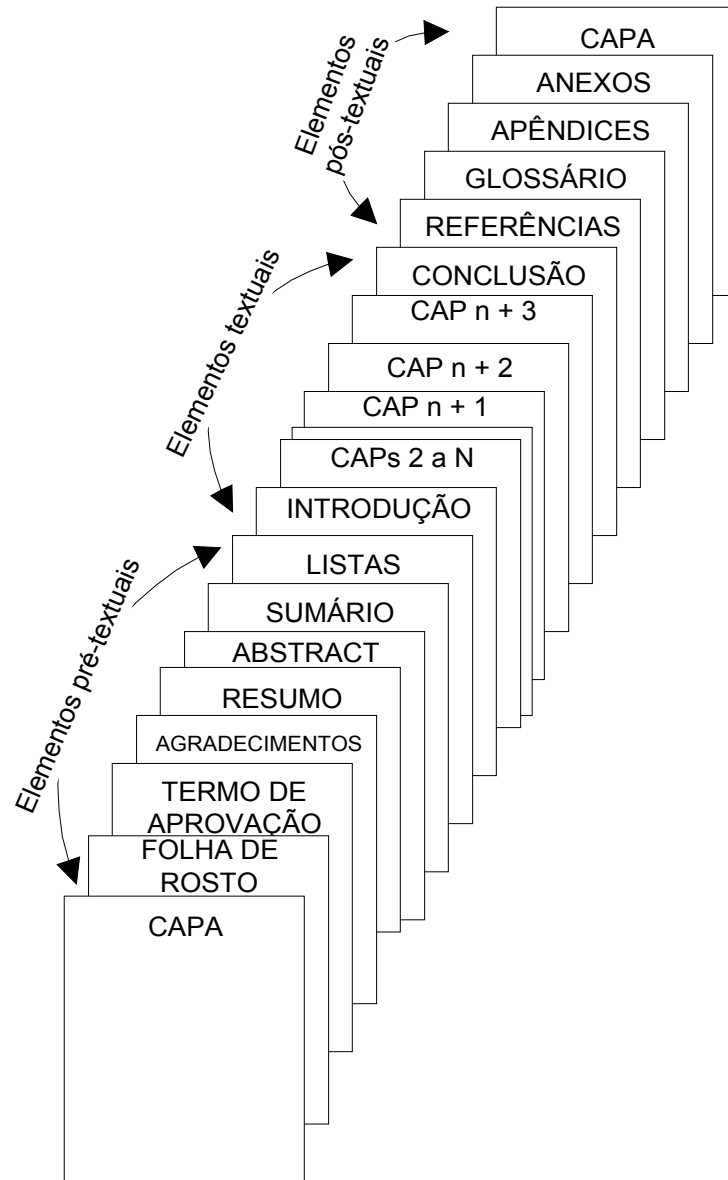 CAPA
ANEXOS
APÊNDICES
GLOSSÁRIO
REFERÊNCIAS
CONCLUSÃO
CAP n + 3
CAP n + 2
CAP n + 1
CAPs 2 a N
INTRODUÇÃO
LISTAS
SUMÁRIO
ABSTRACT
RESUMO
AGRADECIMENTOS
TERMO DE
APROVAÇÃO
FOLHA DE
ROSTO
CAPA
Elementos
pós-textuais
Elementos textuais
Elementos pré-textuais